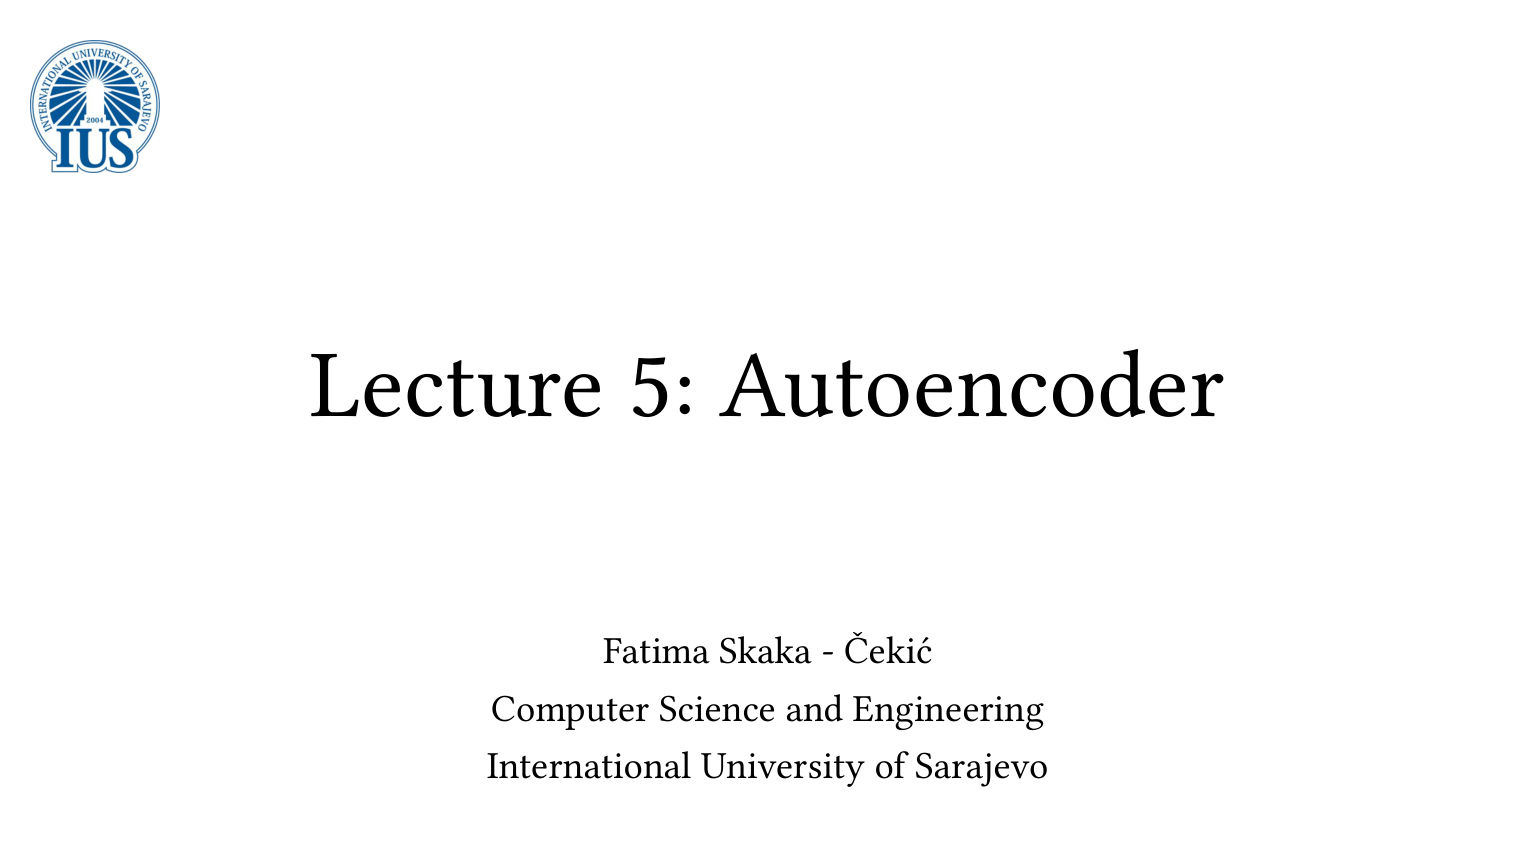 INTERNATIONAL UNIVERSITY OF SARAJEVO
2004
IUS
Lecture 5: Autoencoder
Fatima Skaka - Čekić
Computer Science and Engineering
International University of Sarajevo